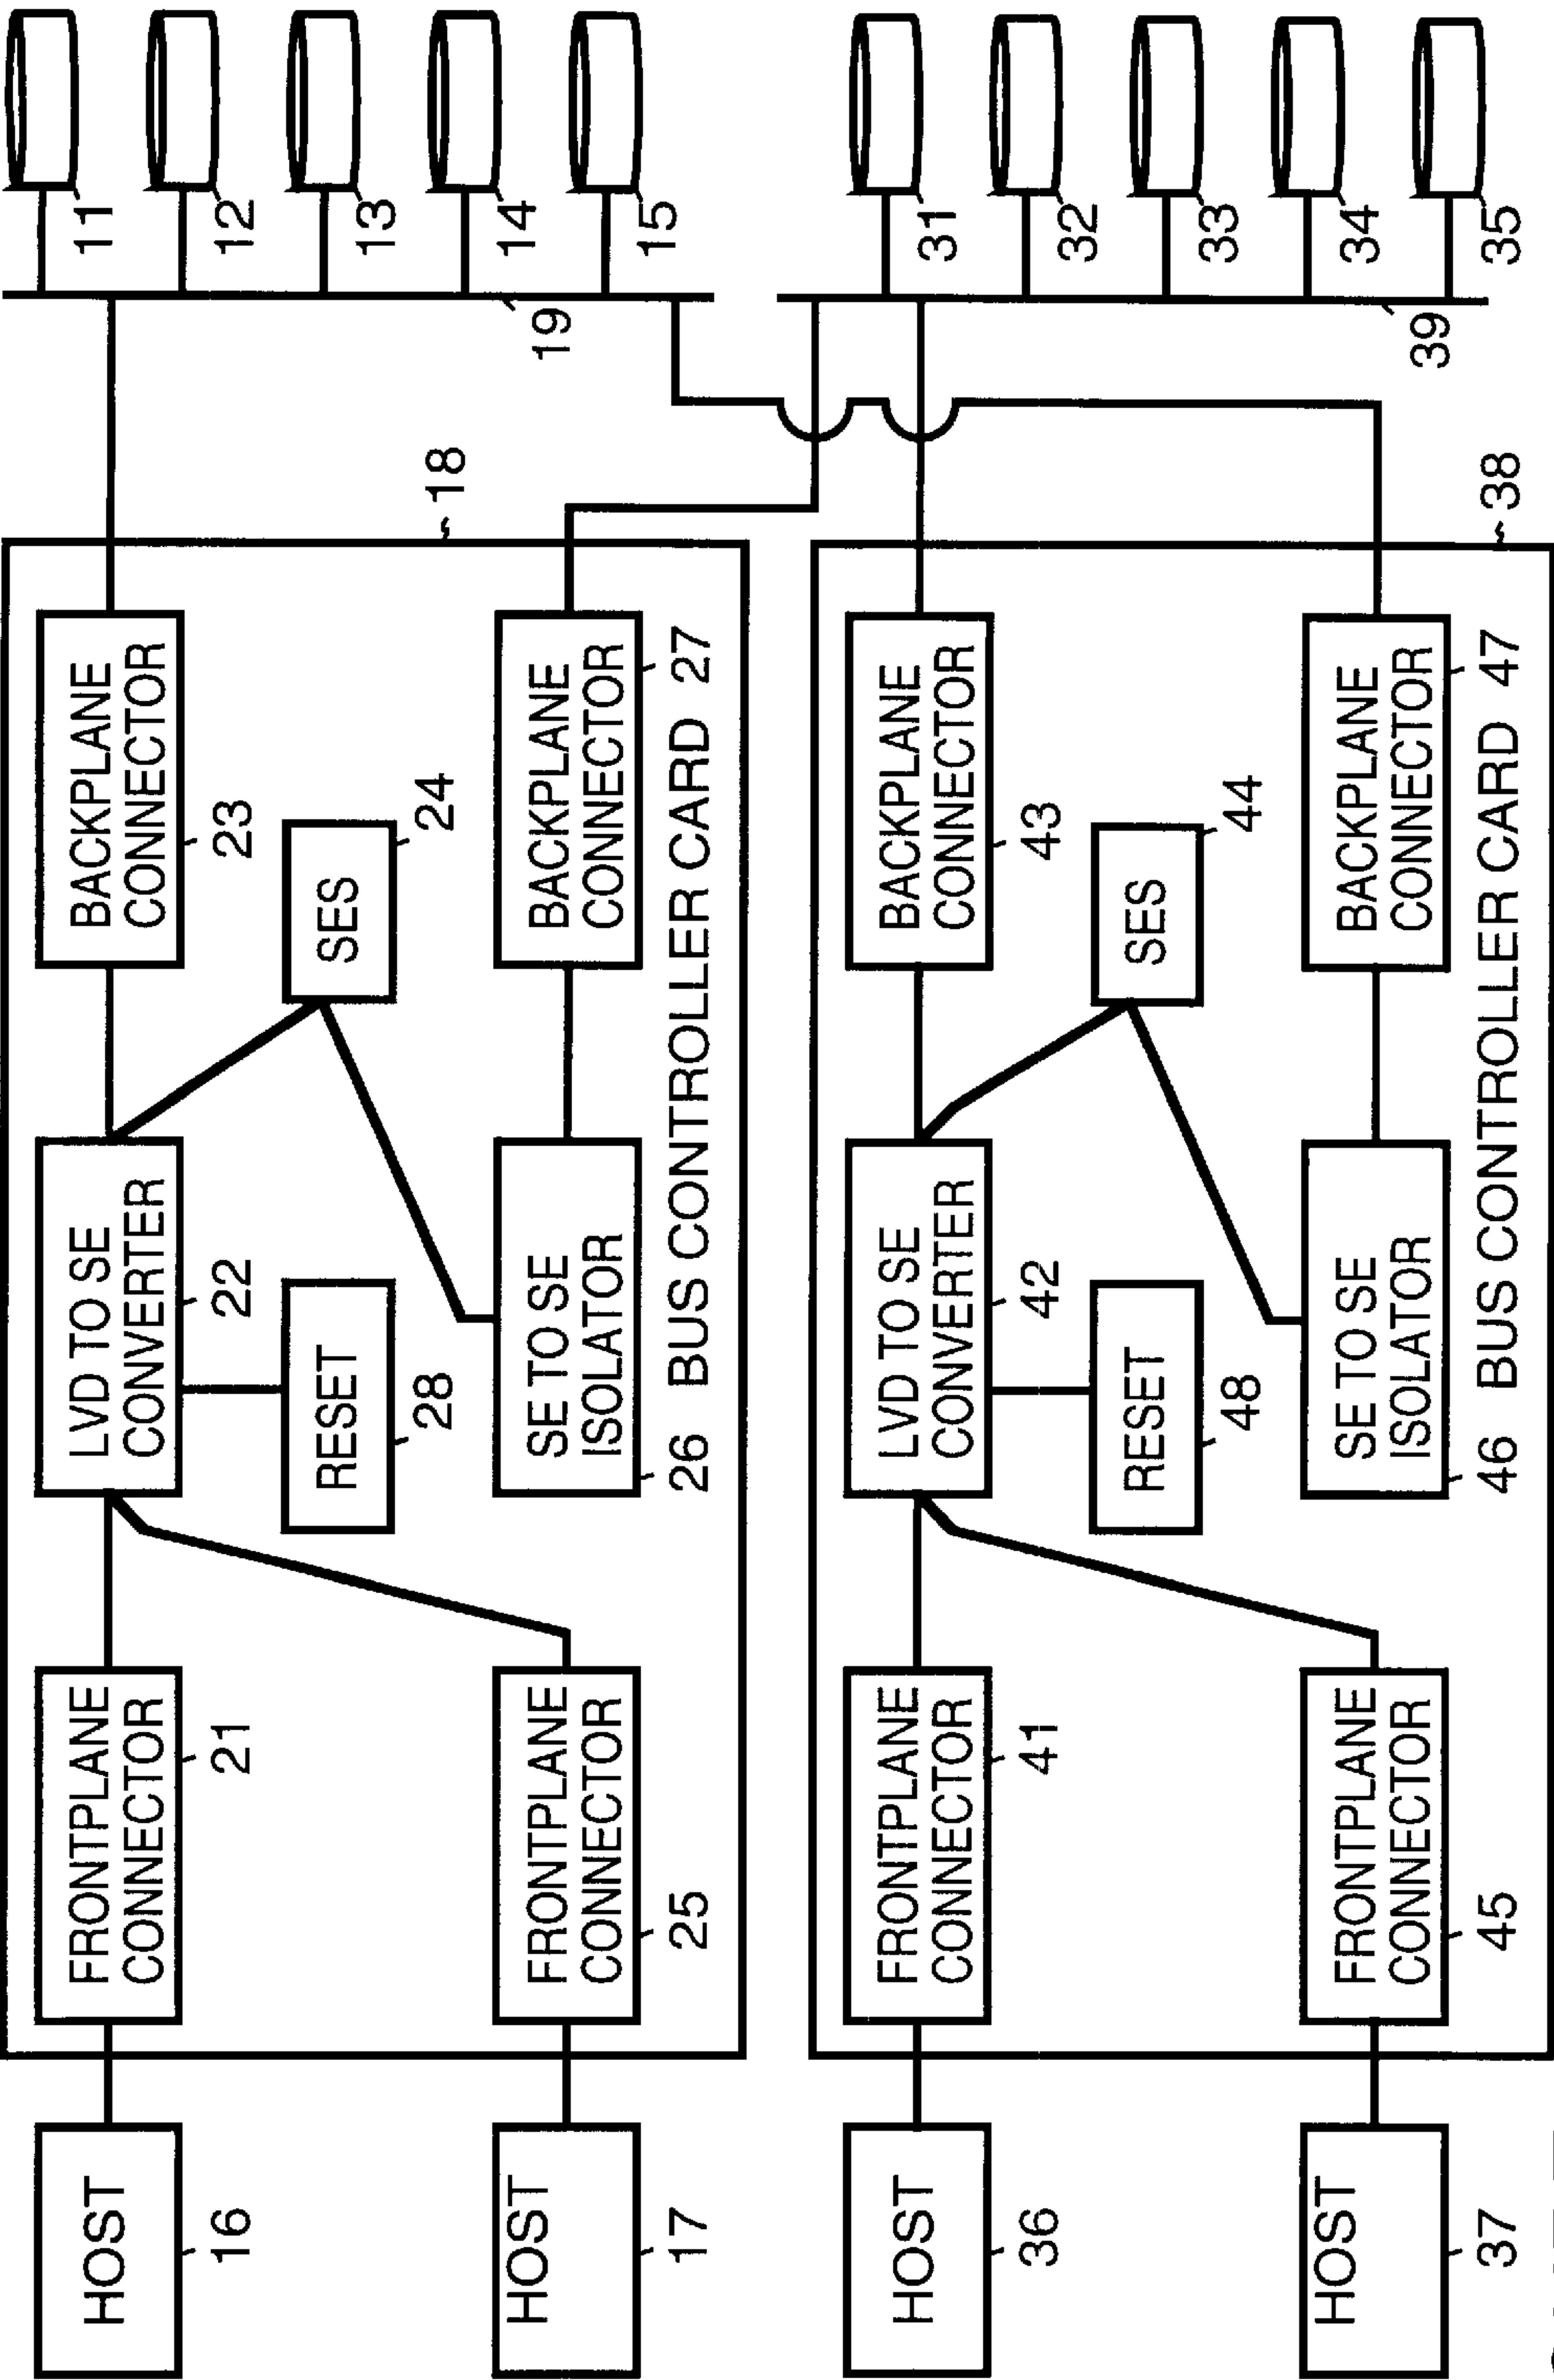 HOST
16
FRONTPLANE
CONNECTOR
21
LVD TO SE
CONVERTER
22
BACKPLANE
CONNECTOR
23
RESET
28
SES
24
18
HOST
17
FRONTPLANE
CONNECTOR
25
SE TO SE
ISOLATOR
26
BACKPLANE
CONNECTOR
27
BUS CONTROLLER CARD
11
12
13
14
15
19
HOST
36
FRONTPLANE
CONNECTOR
41
LVD TO SE
CONVERTER
42
BACKPLANE
CONNECTOR
43
RESET
48
SES
44
HOST
37
FRONTPLANE
CONNECTOR
45
SE TO SE
ISOLATOR
46
BACKPLANE
CONNECTOR
47
BUS CONTROLLER CARD
38
31
32
33
34
35
39